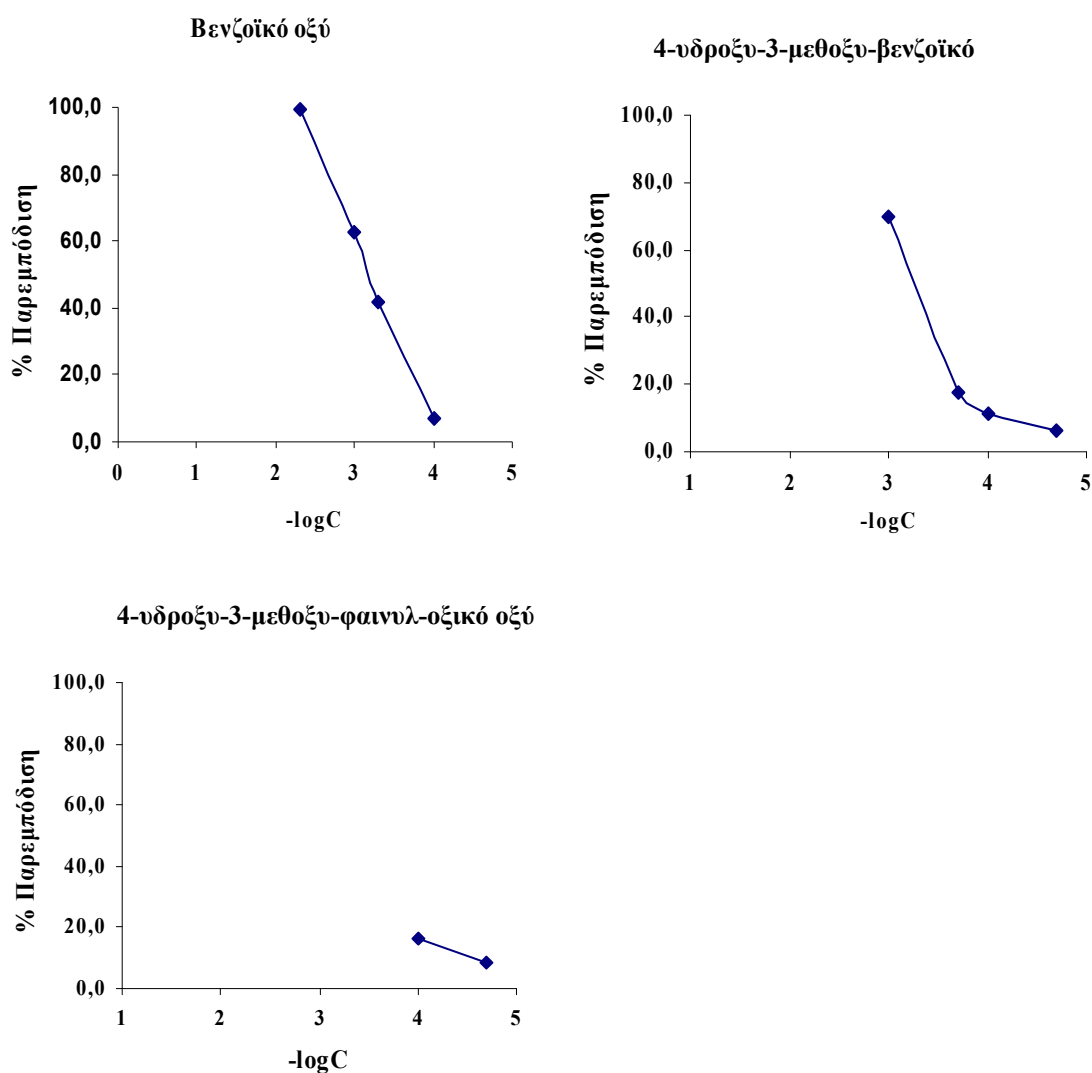 Βενζοϊκό οξύ
100,0
80,0
60,0
40,0
20,0
0,0
% Παρεμπόδιση
0 1 2 3 4 5
-logC
4-υδροξυ-3-μεθοξυ-βενζοϊκό
100,0
80,0
60,0
40,0
20,0
0,0
% Παρεμπόδιση
1 2 3 4 5
-logC
4-υδροξυ-3-μεθοξυ-φαινυλ-οξικό οξύ
100,0
80,0
60,0
40,0
20,0
0,0
% Παρεμπόδιση
1 2 3 4 5
-logC